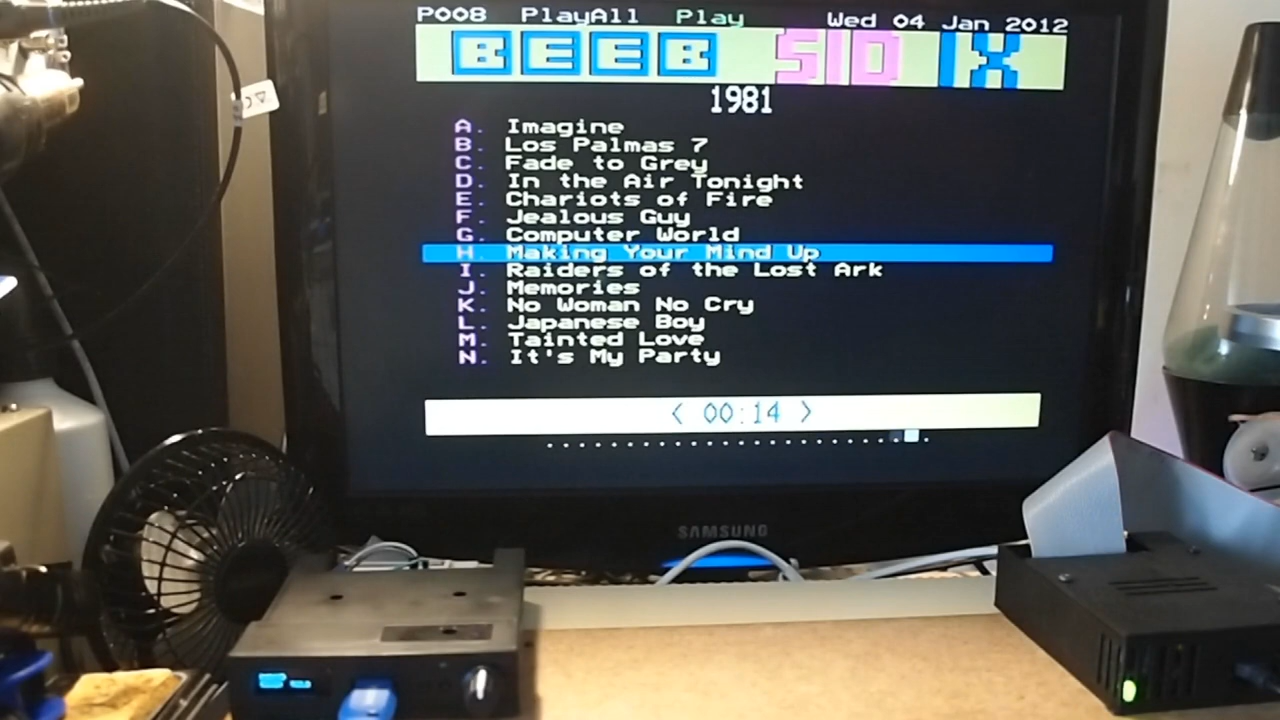 P008 PlayAll Play Wed 04 Jan 2012
BEEB SID IX
1981
A. Imagine
B. Los Palmas 7
C. Fade to Grey
D. In the Air Tonight
E. Chariots of Fire
F. Jealous Guy
G. Computer World
H. Making Your Mind Up
I. Raiders of the Lost Ark
J. Memories
K. No Woman No Cry
L. Japanese Boy
M. Tainted Love
N. It's My Party
< 00:14 >
SAMSUNG